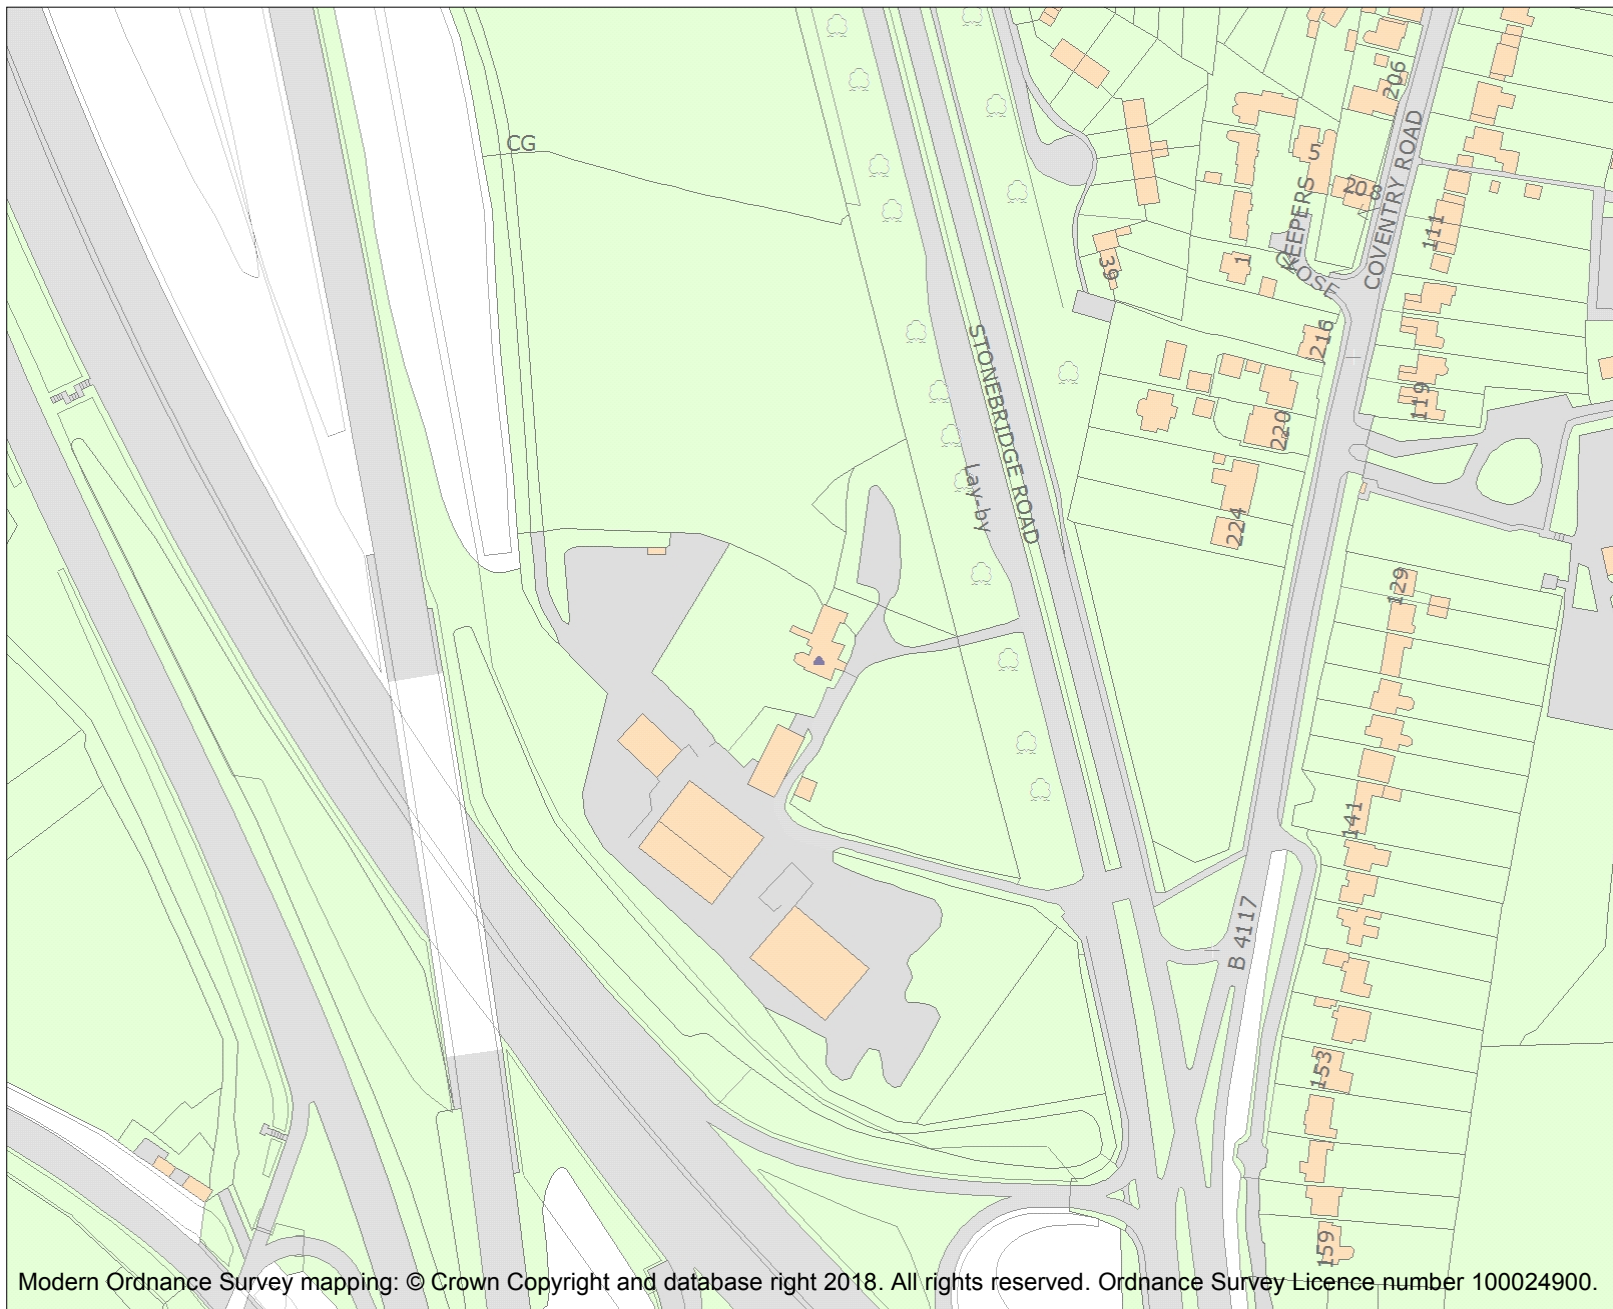 206
CG
5
208
KEEPERS
CLOSE
COVENTRY ROAD
111
39
1
216
STONEBRIDGE ROAD
119
220
Lay-by
224
129
141
B 4117
153
159
Modern Ordnance Survey mapping: © Crown Copyright and database right 2018. All rights reserved. Ordnance Survey Licence number 100024900.